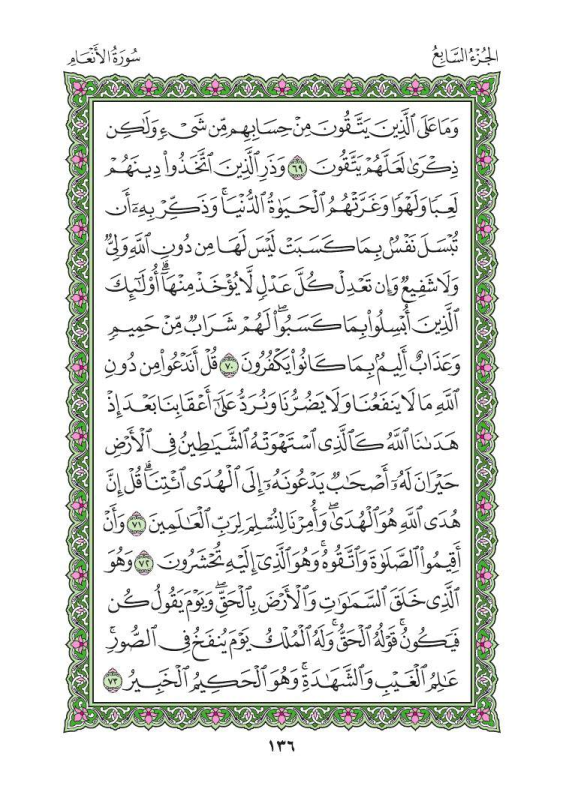 الجُزْءُ السَّابِعُ
سُورَةُ الأَنْعَامِ
وَمَا عَلَى ٱلَّذِينَ يَتَّقُونَ مِنْ حِسَابِهِم مِّن شَىْءٍ وَلَٰكِن
ذِكْرَىٰ لَعَلَّهُمْ يَتَّقُونَ ٦٩ وَذَرِ ٱلَّذِينَ ٱتَّخَذُوا۟ دِينَهُمْ
لَعِبًا وَلَهْوًا وَغَرَّتْهُمُ ٱلْحَيَوٰةُ ٱلدُّنْيَا ۚ وَذَكِّرْ بِهِۦٓ أَن
تُبْسَلَ نَفْسٌۢ بِمَا كَسَبَتْ لَيْسَ لَهَا مِن دُونِ ٱللَّهِ وَلِىٌّ
وَلَا شَفِيعٌ وَإِن تَعْدِلْ كُلَّ عَدْلٍ لَّا يُؤْخَذْ مِنْهَآ ۗ أُو۟لَٰٓئِكَ
ٱلَّذِينَ أُبْسِلُوا۟ بِمَا كَسَبُوا۟ ۖ لَهُمْ شَرَابٌ مِّنْ حَمِيمٍ
وَعَذَابٌ أَلِيمٌۢ بِمَا كَانُوا۟ يَكْفُرُونَ ٧٠ قُلْ أَنَدْعُوا۟ مِن دُونِ
ٱللَّهِ مَا لَا يَنفَعُنَا وَلَا يَضُرُّنَا وَنُرَدُّ عَلَىٰٓ أَعْقَابِنَا بَعْدَ إِذْ
هَدَىٰنَا ٱللَّهُ كَٱلَّذِى ٱسْتَهْوَتْهُ ٱلشَّيَٰطِينُ فِى ٱلْأَرْضِ
حَيْرَانَ لَهُۥٓ أَصْحَٰبٌ يَدْعُونَهُۥٓ إِلَى ٱلْهُدَى ٱئْتِنَا ۗ قُلْ إِنَّ
هُدَى ٱللَّهِ هُوَ ٱلْهُدَىٰ ۖ وَأُمِرْنَا لِنُسْلِمَ لِرَبِّ ٱلْعَٰلَمِينَ ٧١ وَأَنْ
أَقِيمُوا۟ ٱلصَّلَوٰةَ وَٱتَّقُوهُ ۚ وَهُوَ ٱلَّذِىٓ إِلَيْهِ تُحْشَرُونَ ٧٢ وَهُوَ
ٱلَّذِى خَلَقَ ٱلسَّمَٰوَٰتِ وَٱلْأَرْضَ بِٱلْحَقِّ ۖ وَيَوْمَ يَقُولُ كُن
فَيَكُونُ ۚ قَوْلُهُ ٱلْحَقُّ ۚ وَلَهُ ٱلْمُلْكُ يَوْمَ يُنفَخُ فِى ٱلصُّورِ ۚ
عَٰلِمُ ٱلْغَيْبِ وَٱلشَّهَٰدَةِ ۚ وَهُوَ ٱلْحَكِيمُ ٱلْخَبِيرُ ٧٣
١٣٦